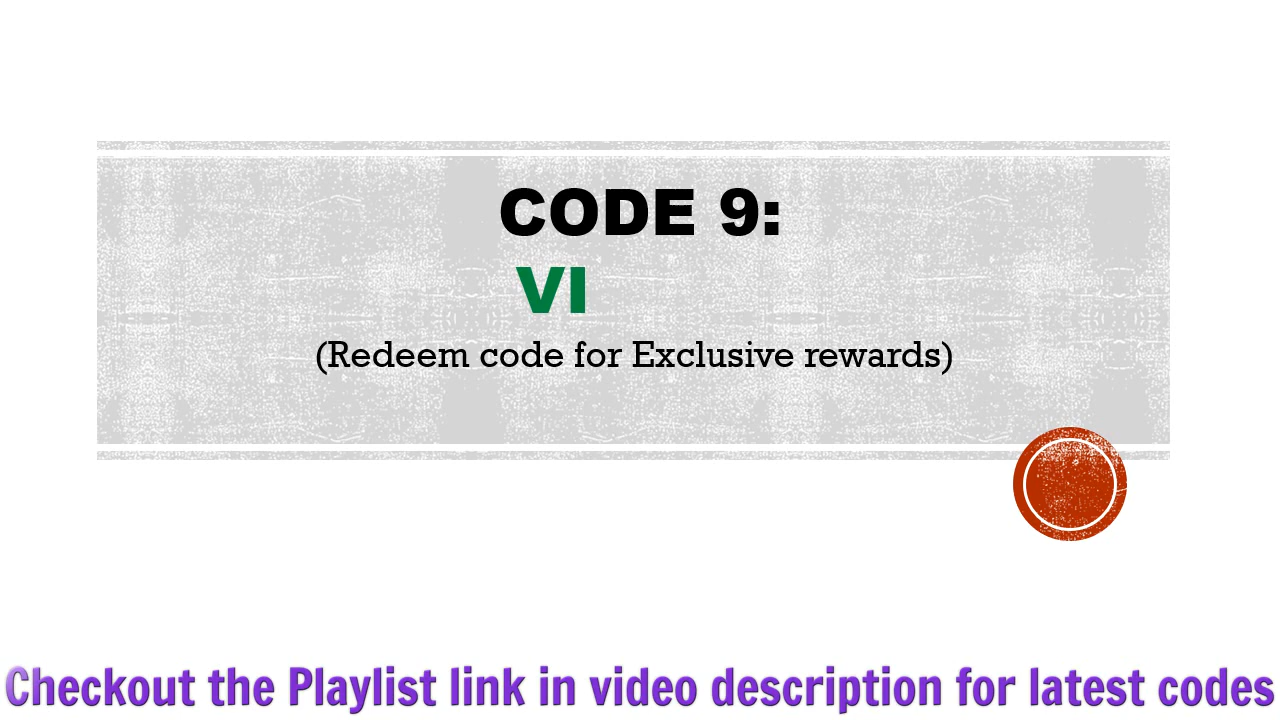 CODE 9:
VI
(Redeem code for Exclusive rewards)
Checkout the Playlist link in video description for latest codes